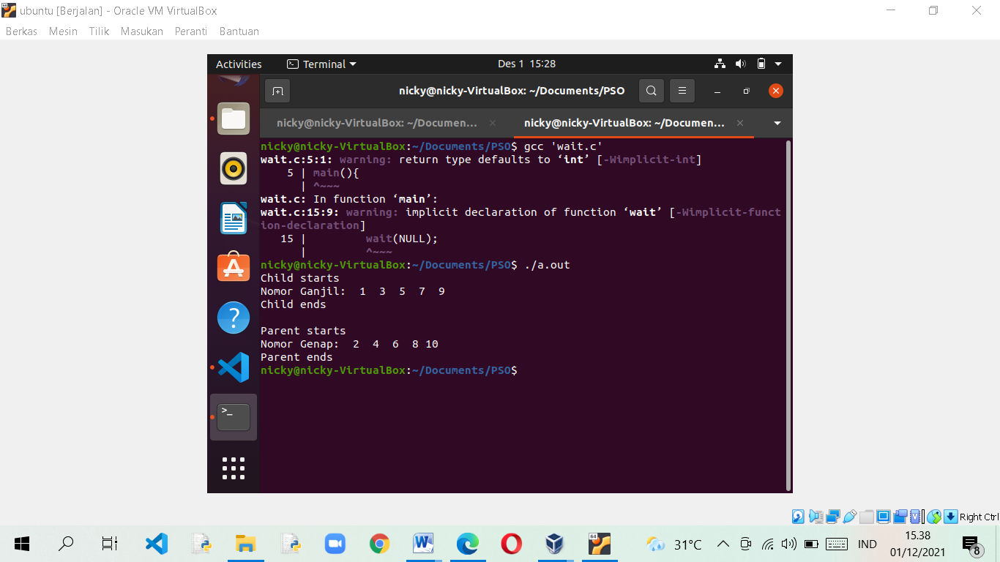 64
ubuntu [Berjalan] - Oracle VM VirtualBox
Berkas Mesin Tilik Masukan Peranti Bantuan
Activities Terminal Des 1 15:28
nicky@nicky-VirtualBox: ~/Documents/PSO
nicky@nicky-VirtualBox: ~/Documen... nicky@nicky-VirtualBox: ~/Documen...
nicky@nicky-VirtualBox:~/Documents/PSO$ gcc 'wait.c'
wait.c:5:1: warning: return type defaults to ‘int’ [-Wimplicit-int]
5 | main(){
| ^~~~
wait.c: In function ‘main’:
wait.c:15:9: warning: implicit declaration of function ‘wait’ [-Wimplicit-funct
ion-declaration]
15 | wait(NULL);
| ^~~~
nicky@nicky-VirtualBox:~/Documents/PSO$ ./a.out
Child starts
Nomor Ganjil: 1 3 5 7 9
Child ends
Parent starts
Nomor Genap: 2 4 6 8 10
Parent ends
nicky@nicky-VirtualBox:~/Documents/PSO$
Right Ctrl
31°C IND 15.38
01/12/2021
8